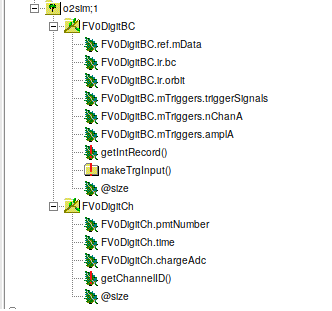 o2sim;1
FV0DigitBC
FV0DigitBC.ref.mData
FV0DigitBC.ir.bc
FV0DigitBC.ir.orbit
FV0DigitBC.mTriggers.triggerSignals
FV0DigitBC.mTriggers.nChanA
FV0DigitBC.mTriggers.amplA
getIntRecord()
makeTrgInput()
@size
FV0DigitCh
FV0DigitCh.pmtNumber
FV0DigitCh.time
FV0DigitCh.chargeAdc
getChannelID()
@size